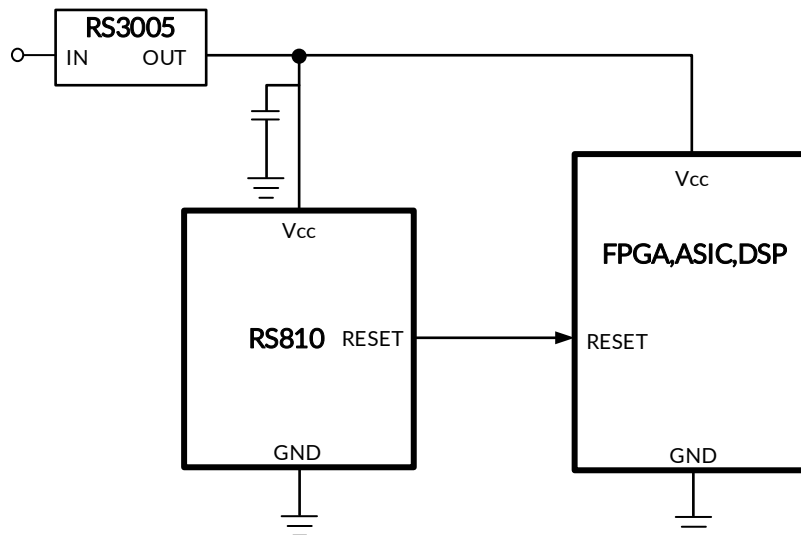 RS3005
IN OUT
Vcc
Vcc
FPGA,ASIC,DSP
RS810 RESET
RESET
GND
GND